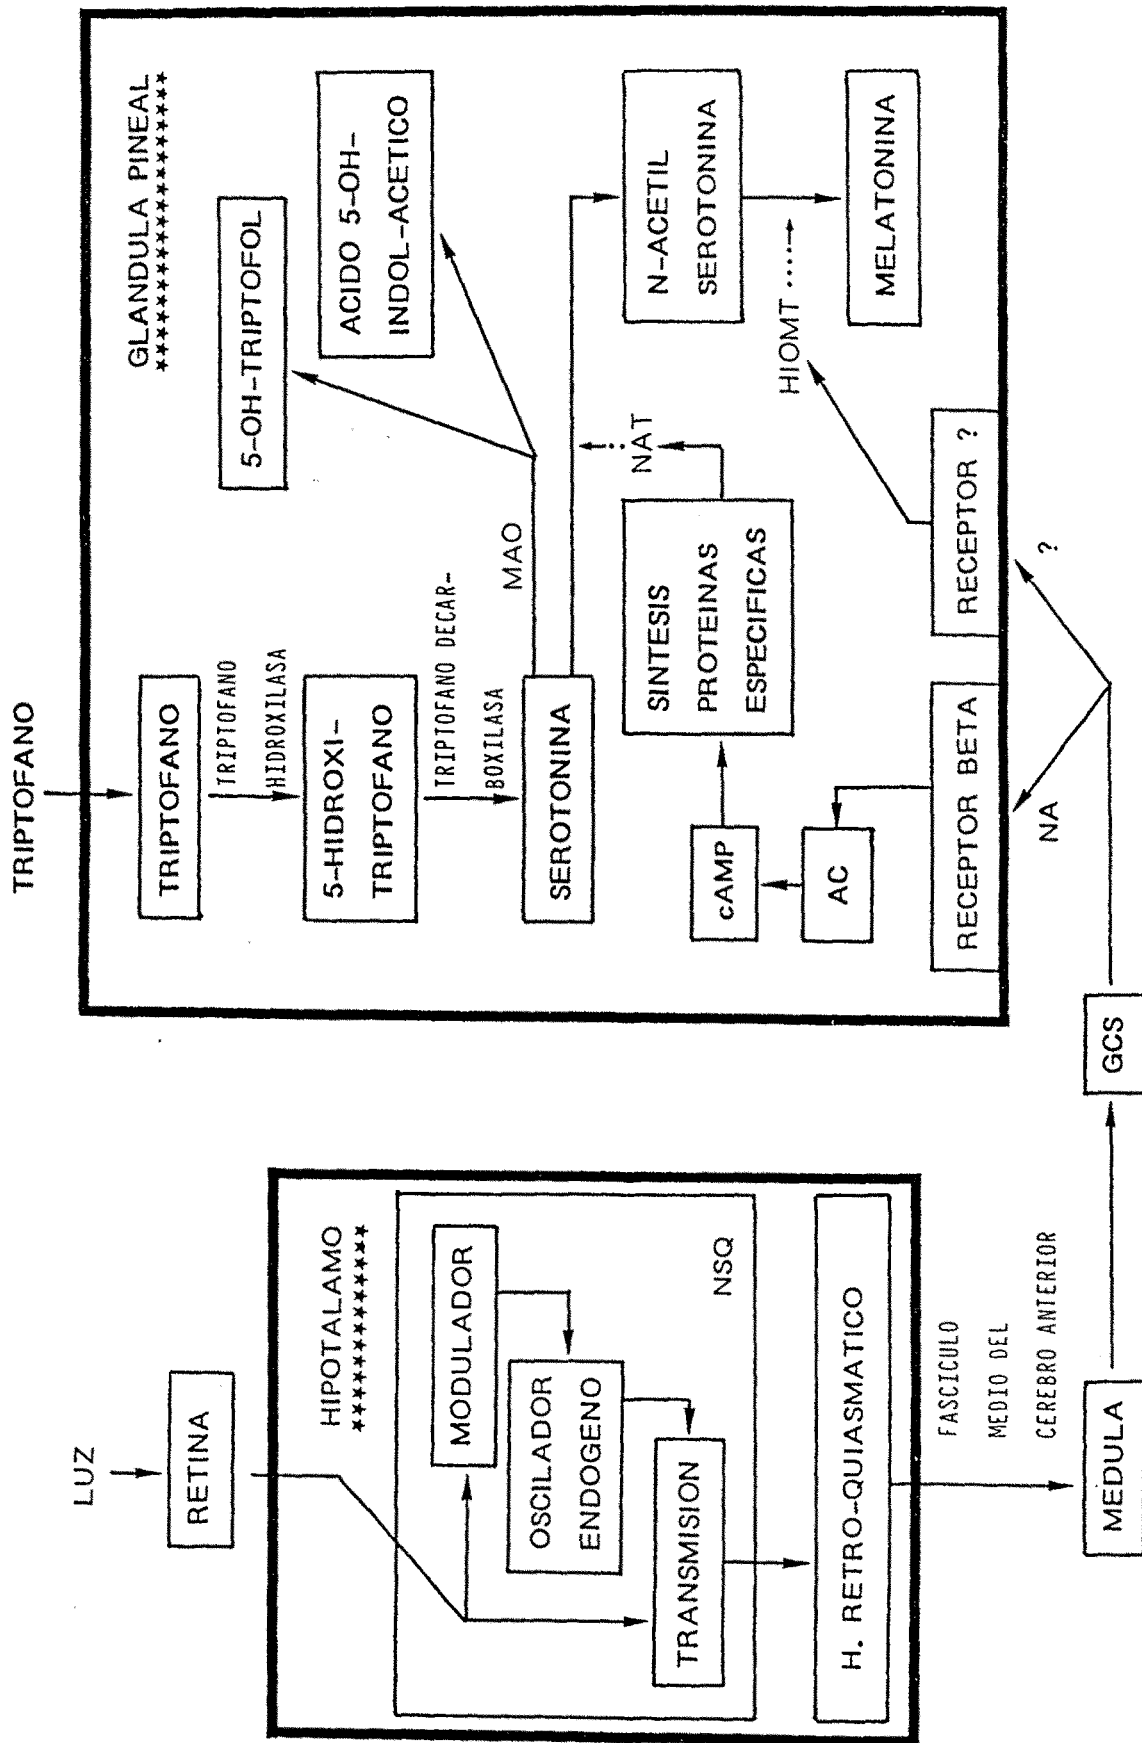 LUZ
RETINA
HIPOTALAMO
************
MODULADOR
OSCILADOR
ENDOGENO
TRANSMISION
NSQ
H. RETRO-QUIASMATICO
FASCICULO
MEDIO DEL
CEREBRO ANTERIOR
MEDULA
GCS
TRIPTOFANO
GLANDULA PINEAL
*********************
TRIPTOFANO
TRIPTOFANO
HIDROXILASA
5-HIDROXI-
TRIPTOFANO
TRIPTOFANO DECAR-
BOXILASA
SEROTONINA
MAO
5-OH-TRIPTOFOL
ACIDO 5-OH-
INDOL-ACETICO
NAT
N-ACETIL
SEROTONINA
HIOMT
MELATONINA
SINTESIS
PROTEINAS
ESPECIFICAS
cAMP
AC
RECEPTOR BETA
RECEPTOR ?
NA
?